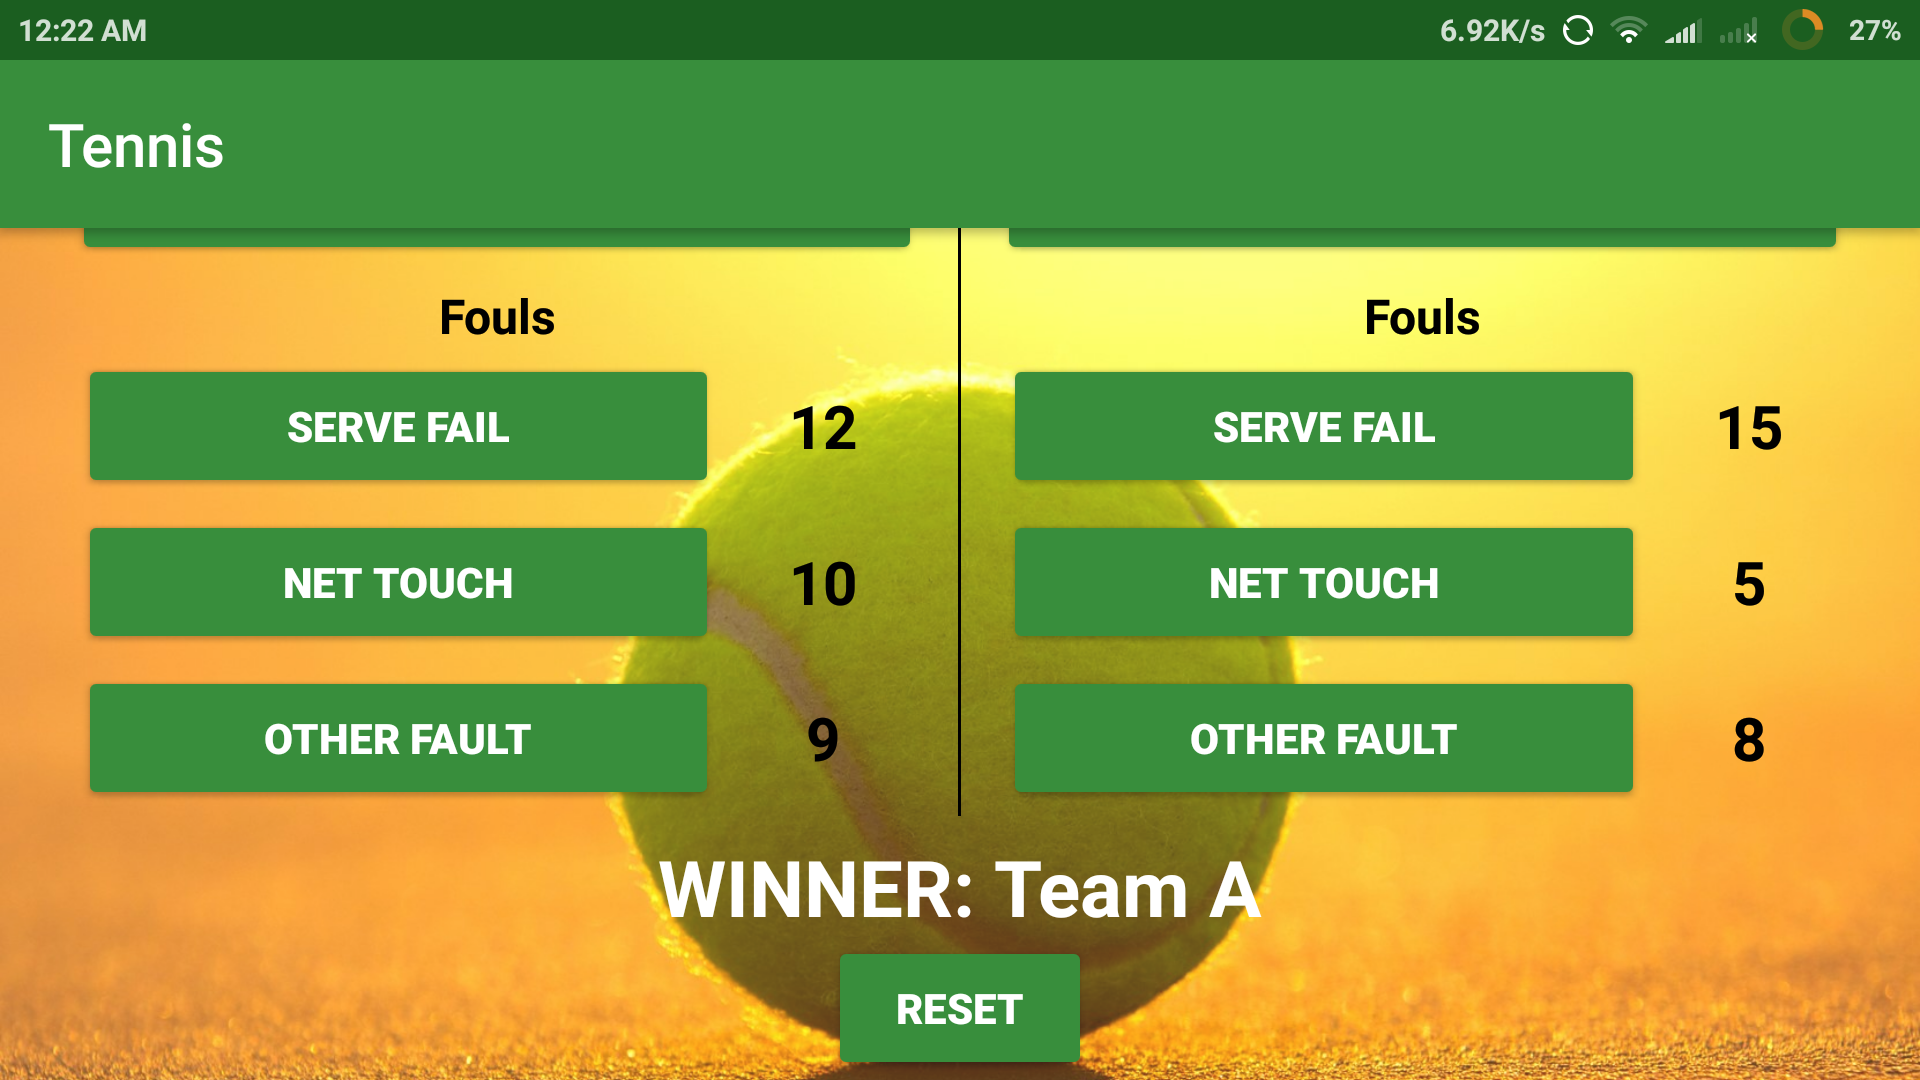 12:22 AM 6.92K/s 27%
Tennis
Fouls Fouls
SERVE FAIL 12 SERVE FAIL 15
NET TOUCH 10 NET TOUCH 5
OTHER FAULT 9 OTHER FAULT 8
WINNER: Team A
RESET